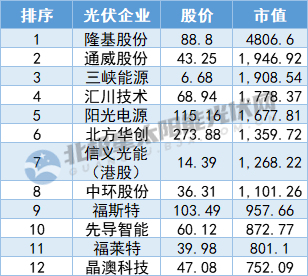 排序 光伏企业 股价 市值
1 隆基股份 88.8 4806.6
2 通威股份 43.25 1,946.92
3 三峡能源 6.68 1,908.54
4 汇川技术 68.94 1,778.37
5 阳光电源 115.16 1,677.81
6 北方华创 273.88 1,359.72
7 信义光能（港股） 14.39 1,268.22
8 中环股份 36.31 1,101.26
9 福斯特 103.49 957.66
10 先导智能 60.12 872.77
11 福莱特 39.98 801.1
12 晶澳科技 47.08 752.09